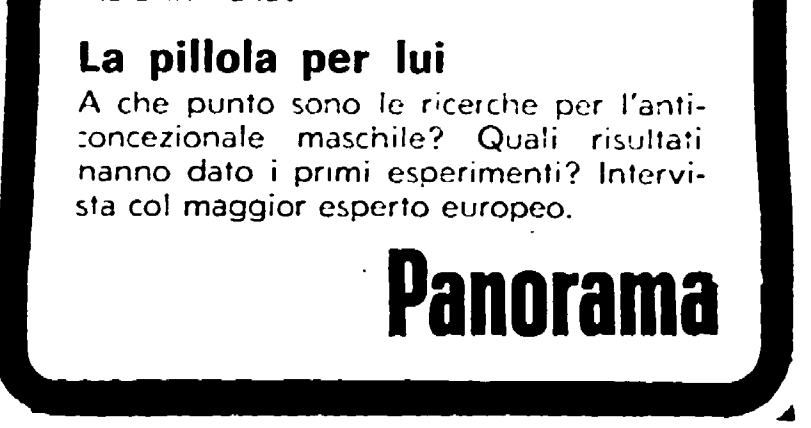 La pillola per lui
A che punto sono le ricerche per l'anti-
concezionale maschile? Quali risultati
hanno dato i primi esperimenti? Intervi-
sta col maggior esperto europeo.
Panorama